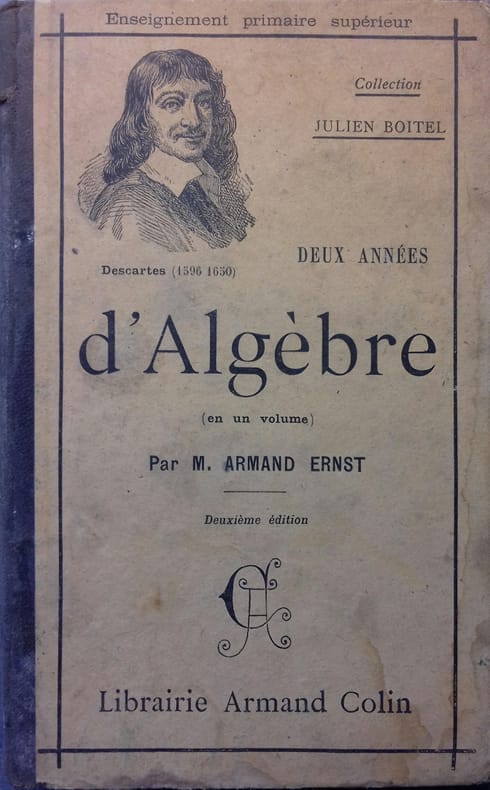 Enseignement primaire supérieur
Collection
JULIEN BOITEL
Descartes (1596 1650)
DEUX ANNÉES
d'Algèbre
(en un volume)
Par M. ARMAND ERNST
Deuxième édition
AC
Librairie Armand Colin